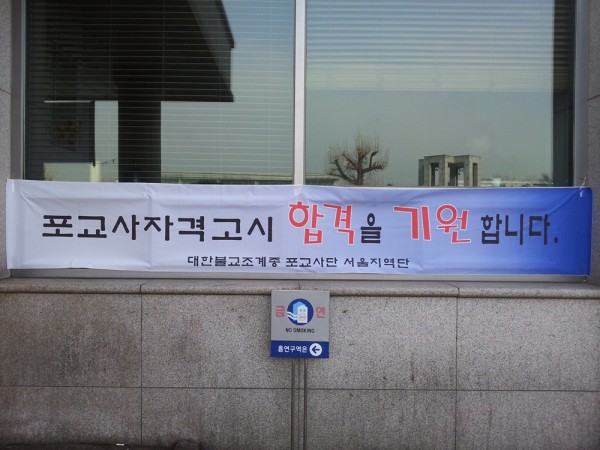 포교사자격고시 합격을 기원 합니다.
대한불교조계종 포교사단 서울지역단
금 연
NO SMOKING
흡연구역은